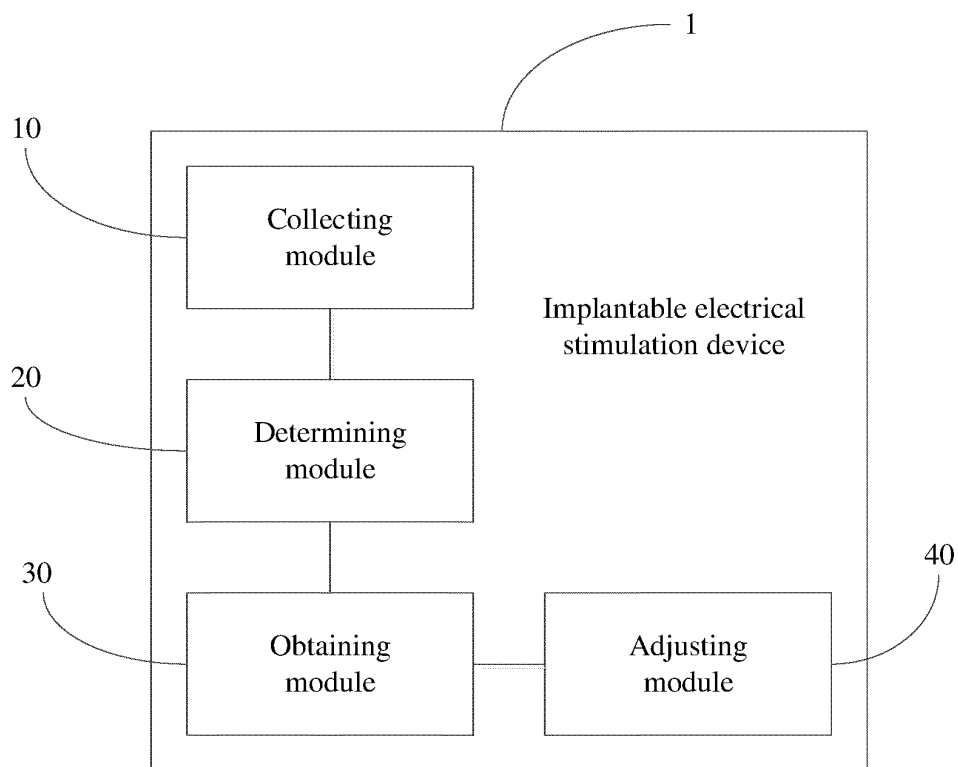 1
10
Collecting
module
Implantable electrical
stimulation device
20
Determining
module
30
Obtaining
module
Adjusting
module
40